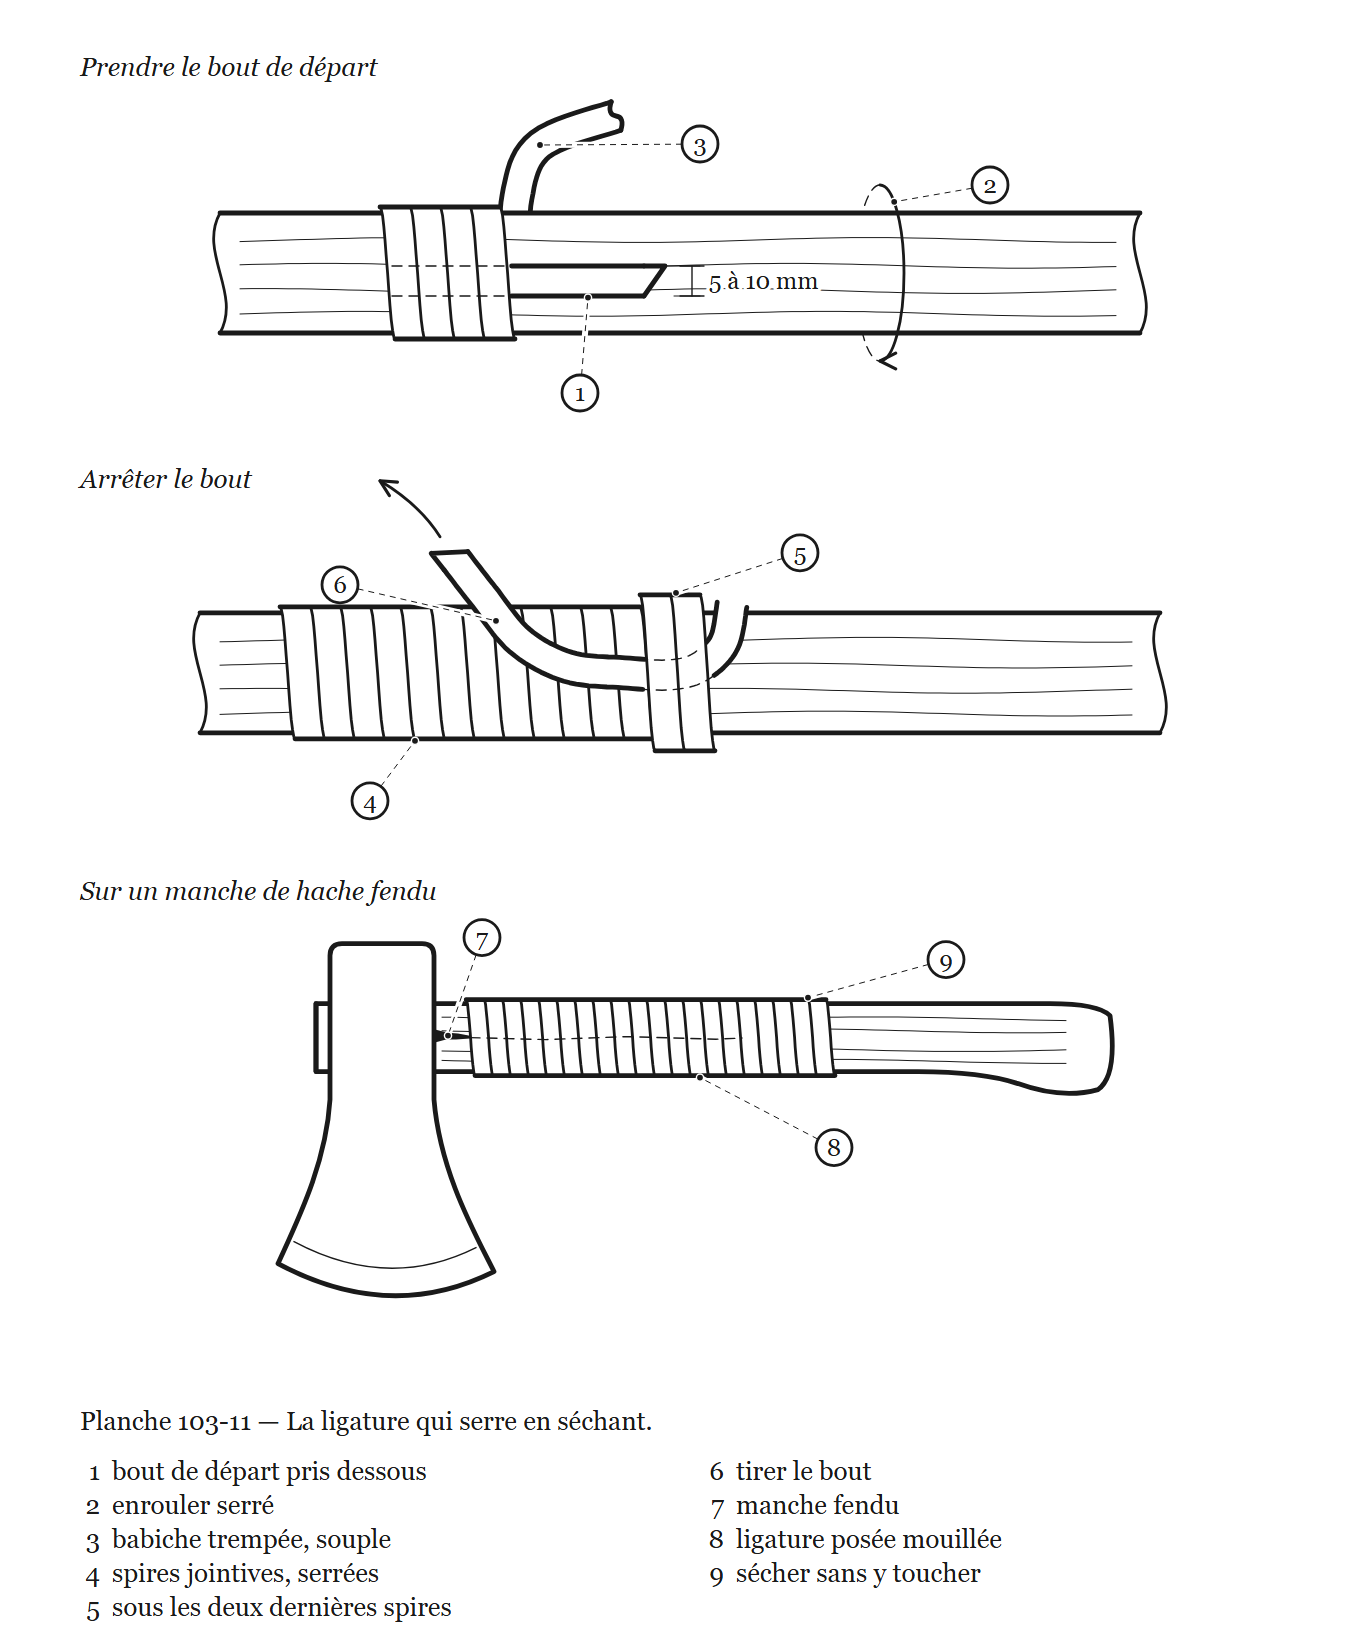 Prendre le bout de départ
3
2
5 à 10 mm
1
Arrêter le bout
5
6
4
Sur un manche de hache fendu
7
9
8
Planche 103-11 — La ligature qui serre en séchant.
1 bout de départ pris dessous
2 enrouler serré
3 babiche trempée, souple
4 spires jointives, serrées
5 sous les deux dernières spires
6 tirer le bout
7 manche fendu
8 ligature posée mouillée
9 sécher sans y toucher